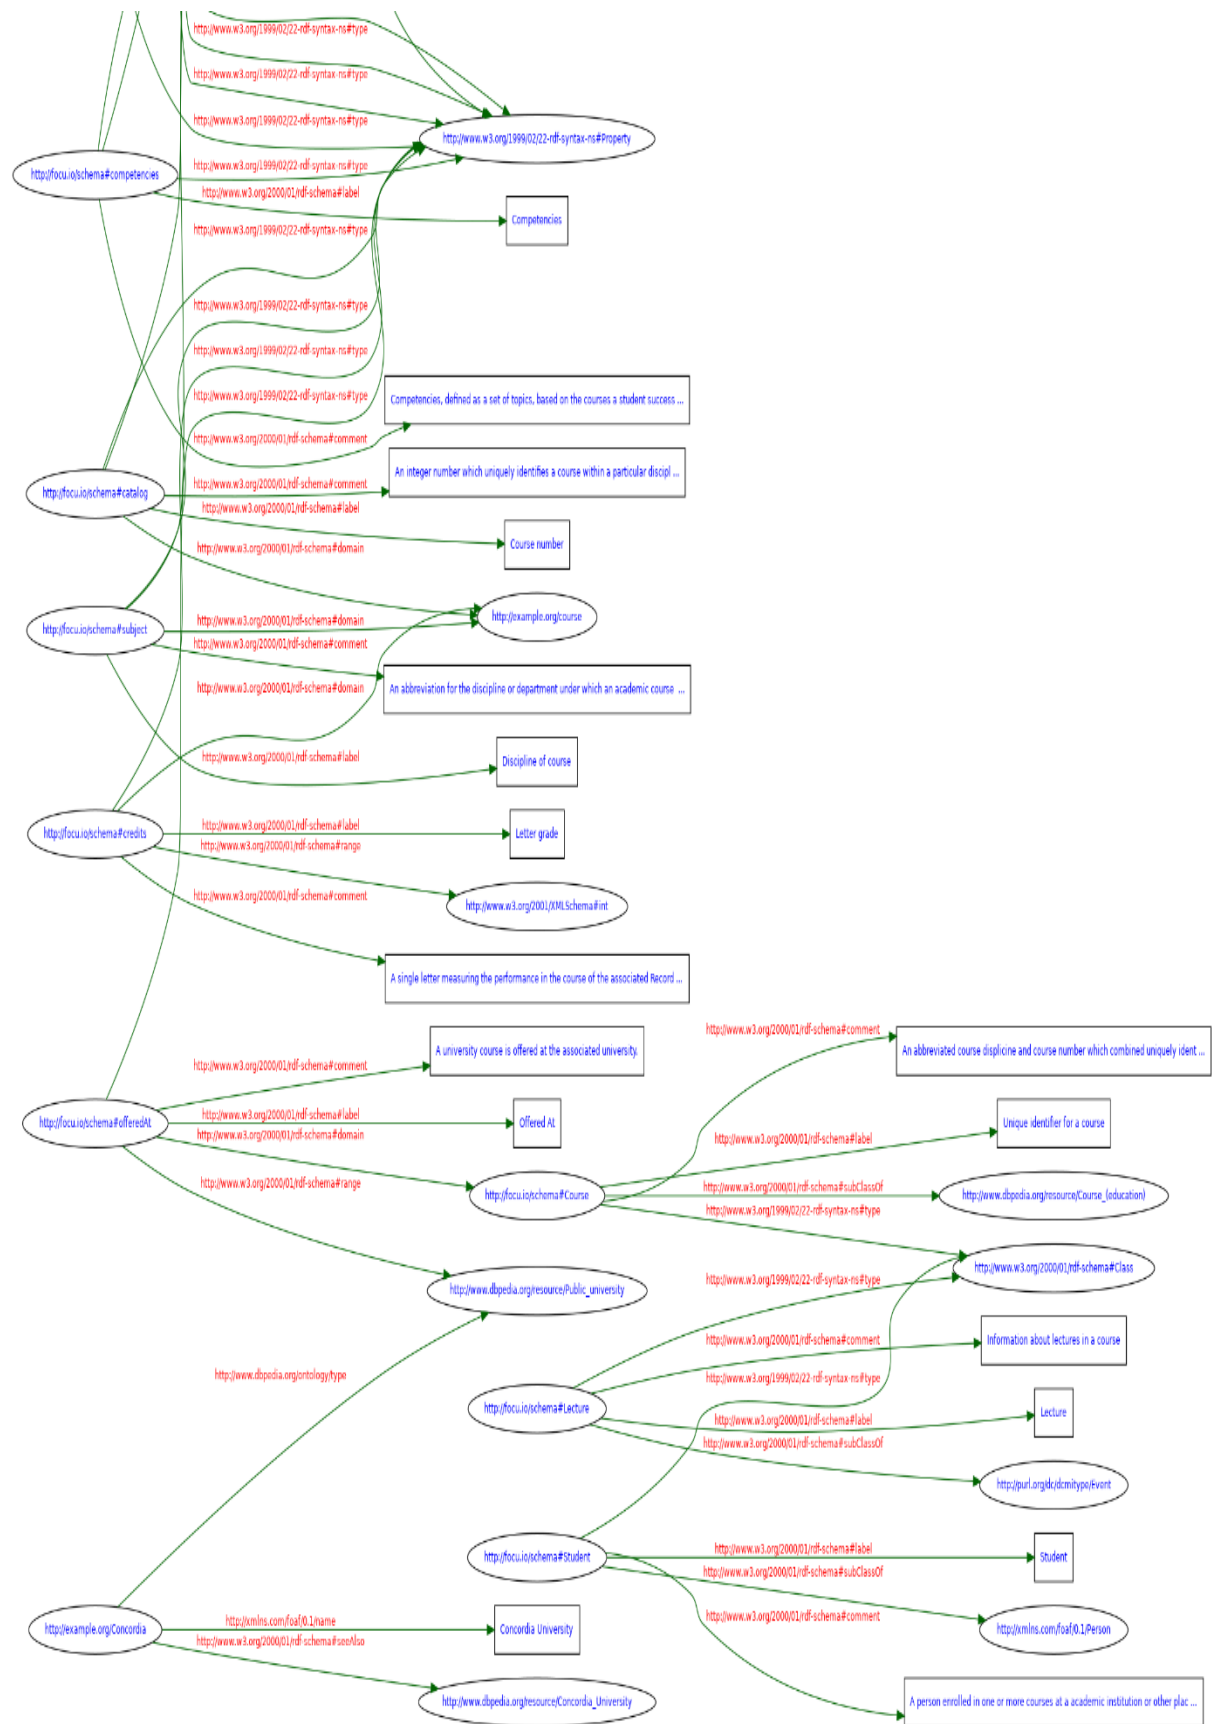 http://www.w3.org/1999/02/22-rdf-syntax-ns#type
http://www.w3.org/1999/02/22-rdf-syntax-ns#type
http://www.w3.org/1999/02/22-rdf-syntax-ns#type
http://www.w3.org/1999/02/22-rdf-syntax-ns#Property
http://www.w3.org/1999/02/22-rdf-syntax-ns#type
http://focu.io/schema#competencies
http://www.w3.org/2000/01/rdf-schema#label
Competencies
http://www.w3.org/1999/02/22-rdf-syntax-ns#type
http://www.w3.org/1999/02/22-rdf-syntax-ns#type
http://www.w3.org/1999/02/22-rdf-syntax-ns#type
http://www.w3.org/1999/02/22-rdf-syntax-ns#type
Competencies, defined as a set of topics, based on the courses a student success ...
http://www.w3.org/2000/01/rdf-schema#comment
An integer number which uniquely identifies a course within a particular discipl ...
http://www.w3.org/2000/01/rdf-schema#comment
http://focu.io/schema#catalog
http://www.w3.org/2000/01/rdf-schema#label
Course number
http://www.w3.org/2000/01/rdf-schema#domain
http://example.org/course
http://www.w3.org/2000/01/rdf-schema#domain
http://focu.io/schema#subject
http://www.w3.org/2000/01/rdf-schema#comment
http://www.w3.org/2000/01/rdf-schema#domain
An abbreviation for the discipline or department under which an academic course ...
http://www.w3.org/2000/01/rdf-schema#label
Discipline of course
http://www.w3.org/2000/01/rdf-schema#label
http://focu.io/schema#credits
Letter grade
http://www.w3.org/2000/01/rdf-schema#range
http://www.w3.org/2000/01/rdf-schema#comment
http://www.w3.org/2001/XMLSchema#int
A single letter measuring the performance in the course of the associated Record ...
http://www.w3.org/2000/01/rdf-schema#comment
A university course is offered at the associated university.
An abbreviated course displicine and course number which combined uniquely ident ...
http://www.w3.org/2000/01/rdf-schema#comment
http://www.w3.org/2000/01/rdf-schema#label
http://focu.io/schema#offeredAt
Offered At
Unique identifier for a course
http://www.w3.org/2000/01/rdf-schema#domain
http://www.w3.org/2000/01/rdf-schema#label
http://www.w3.org/2000/01/rdf-schema#range
http://focu.io/schema#Course
http://www.w3.org/2000/01/rdf-schema#subClassOf
http://www.dbpedia.org/resource/Course_(education)
http://www.w3.org/1999/02/22-rdf-syntax-ns#type
http://www.w3.org/2000/01/rdf-schema#Class
http://www.w3.org/1999/02/22-rdf-syntax-ns#type
http://www.dbpedia.org/resource/Public_university
http://www.w3.org/2000/01/rdf-schema#comment
Information about lectures in a course
http://www.dbpedia.org/ontology/type
http://www.w3.org/1999/02/22-rdf-syntax-ns#type
http://focu.io/schema#Lecture
http://www.w3.org/2000/01/rdf-schema#label
Lecture
http://www.w3.org/2000/01/rdf-schema#subClassOf
http://purl.org/dc/dcmitype/Event
http://www.w3.org/2000/01/rdf-schema#label
http://focu.io/schema#Student
Student
http://www.w3.org/2000/01/rdf-schema#subClassOf
http://www.w3.org/2000/01/rdf-schema#comment
http://xmlns.com/foaf/0.1/Person
http://xmlns.com/foaf/0.1/name
http://example.org/Concordia
Concordia University
http://www.w3.org/2000/01/rdf-schema#seeAlso
http://www.dbpedia.org/resource/Concordia_University
A person enrolled in one or more courses at a academic institution or other plac ...